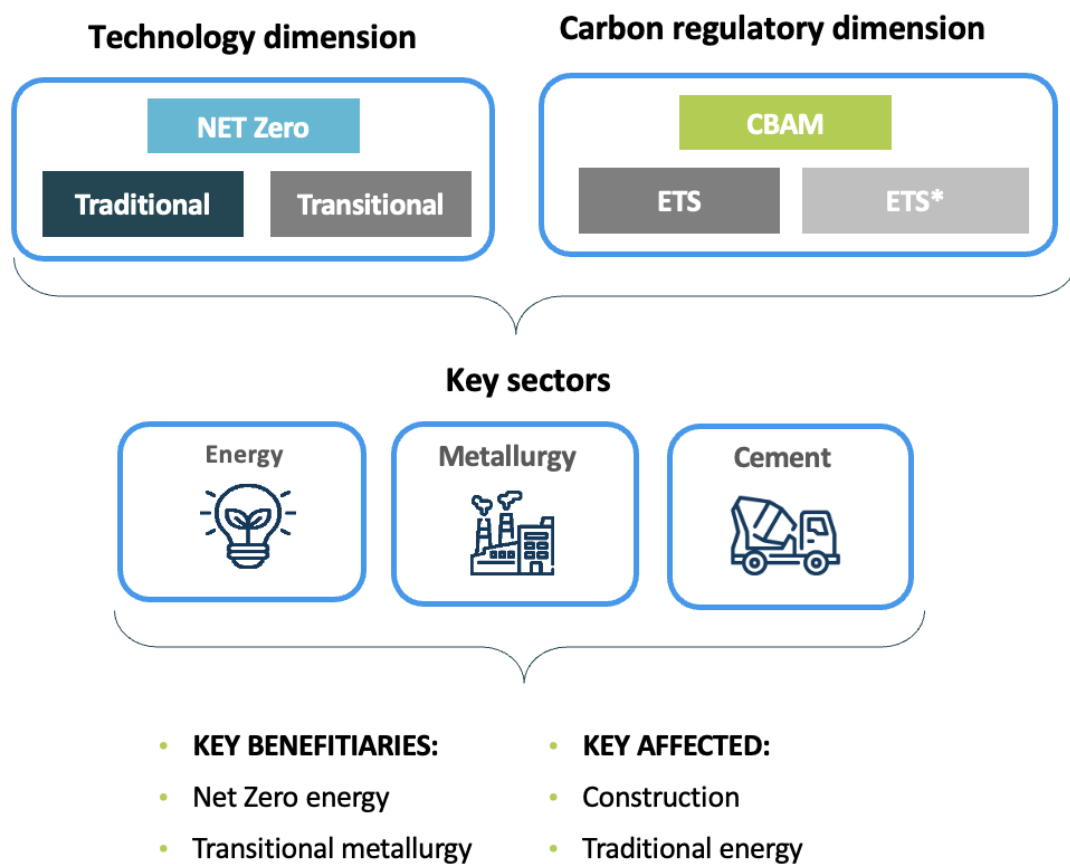 Technology dimension
Carbon regulatory dimension
NET Zero
Traditional
Transitional
CBAM
ETS
ETS*
Key sectors
Energy
Metallurgy
Cement
• KEY BENEFITIARIES:
• Net Zero energy
• Transitional metallurgy
• KEY AFFECTED:
• Construction
• Traditional energy